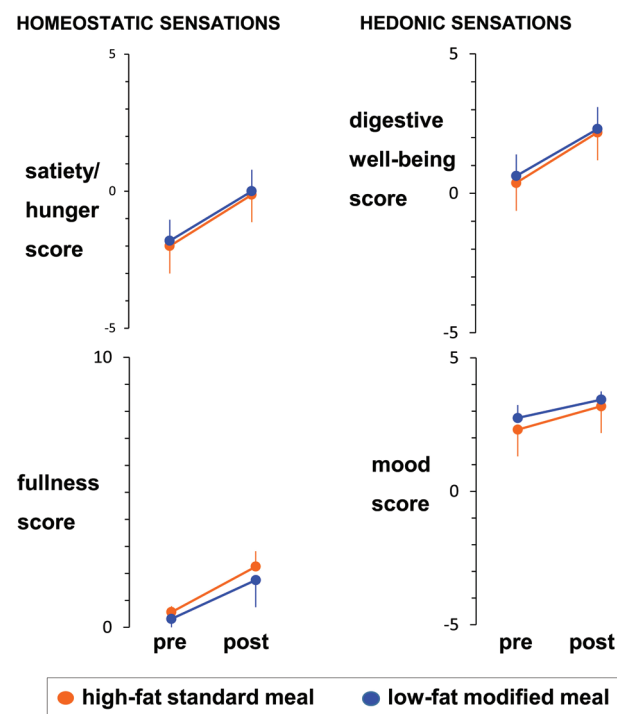 HOMEOSTATIC SENSATIONS
HEDONIC SENSATIONS
5
satiety/
hunger
score
0
-5
5
digestive
well-being
score
0
-5
10
fullness
score
0
pre post
5
mood
score
0
-5
pre post
high-fat standard meal
low-fat modified meal